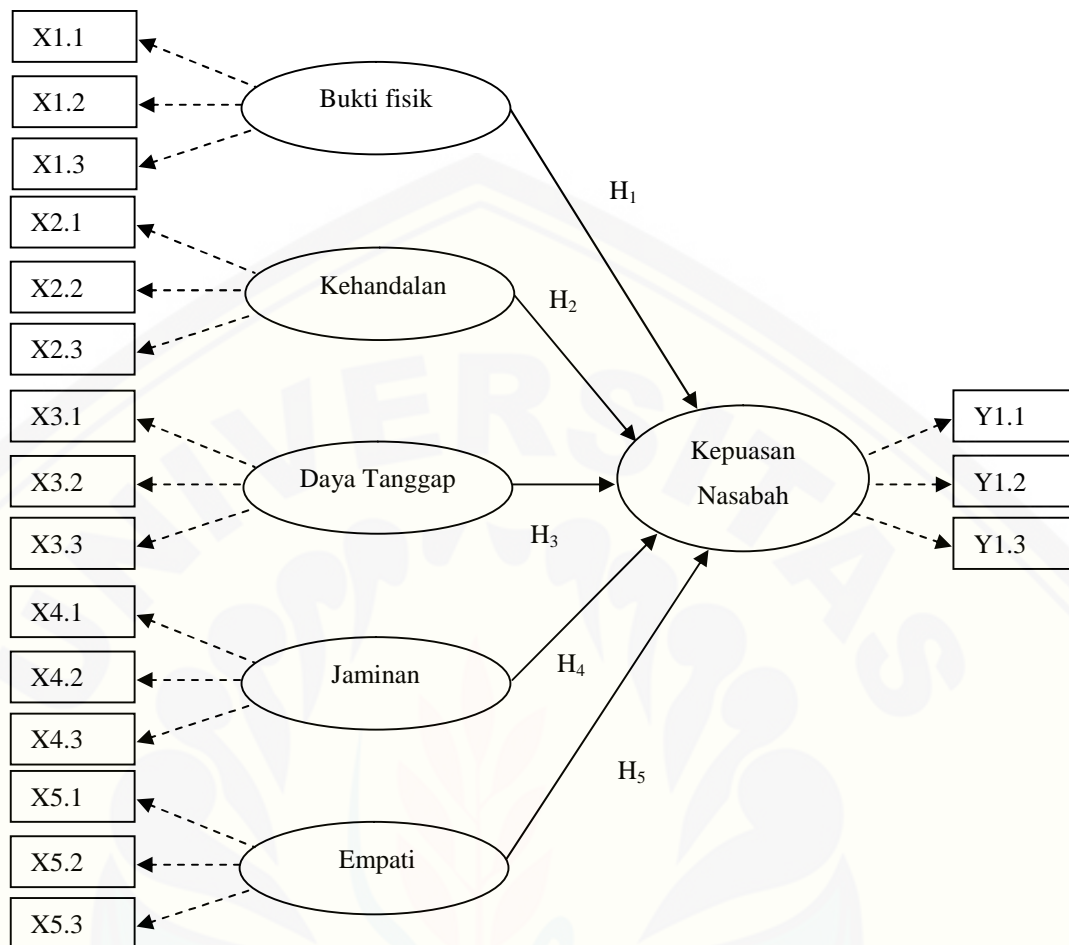 X1.1
X1.2
X1.3
Bukti fisik
H1
X2.1
X2.2
X2.3
Kehandalan
H2
X3.1
X3.2
X3.3
Daya Tanggap
H3
Kepuasan
Nasabah
Y1.1
Y1.2
Y1.3
X4.1
X4.2
X4.3
Jaminan
H4
X5.1
X5.2
X5.3
Empati
H5
UNIVERSITAS